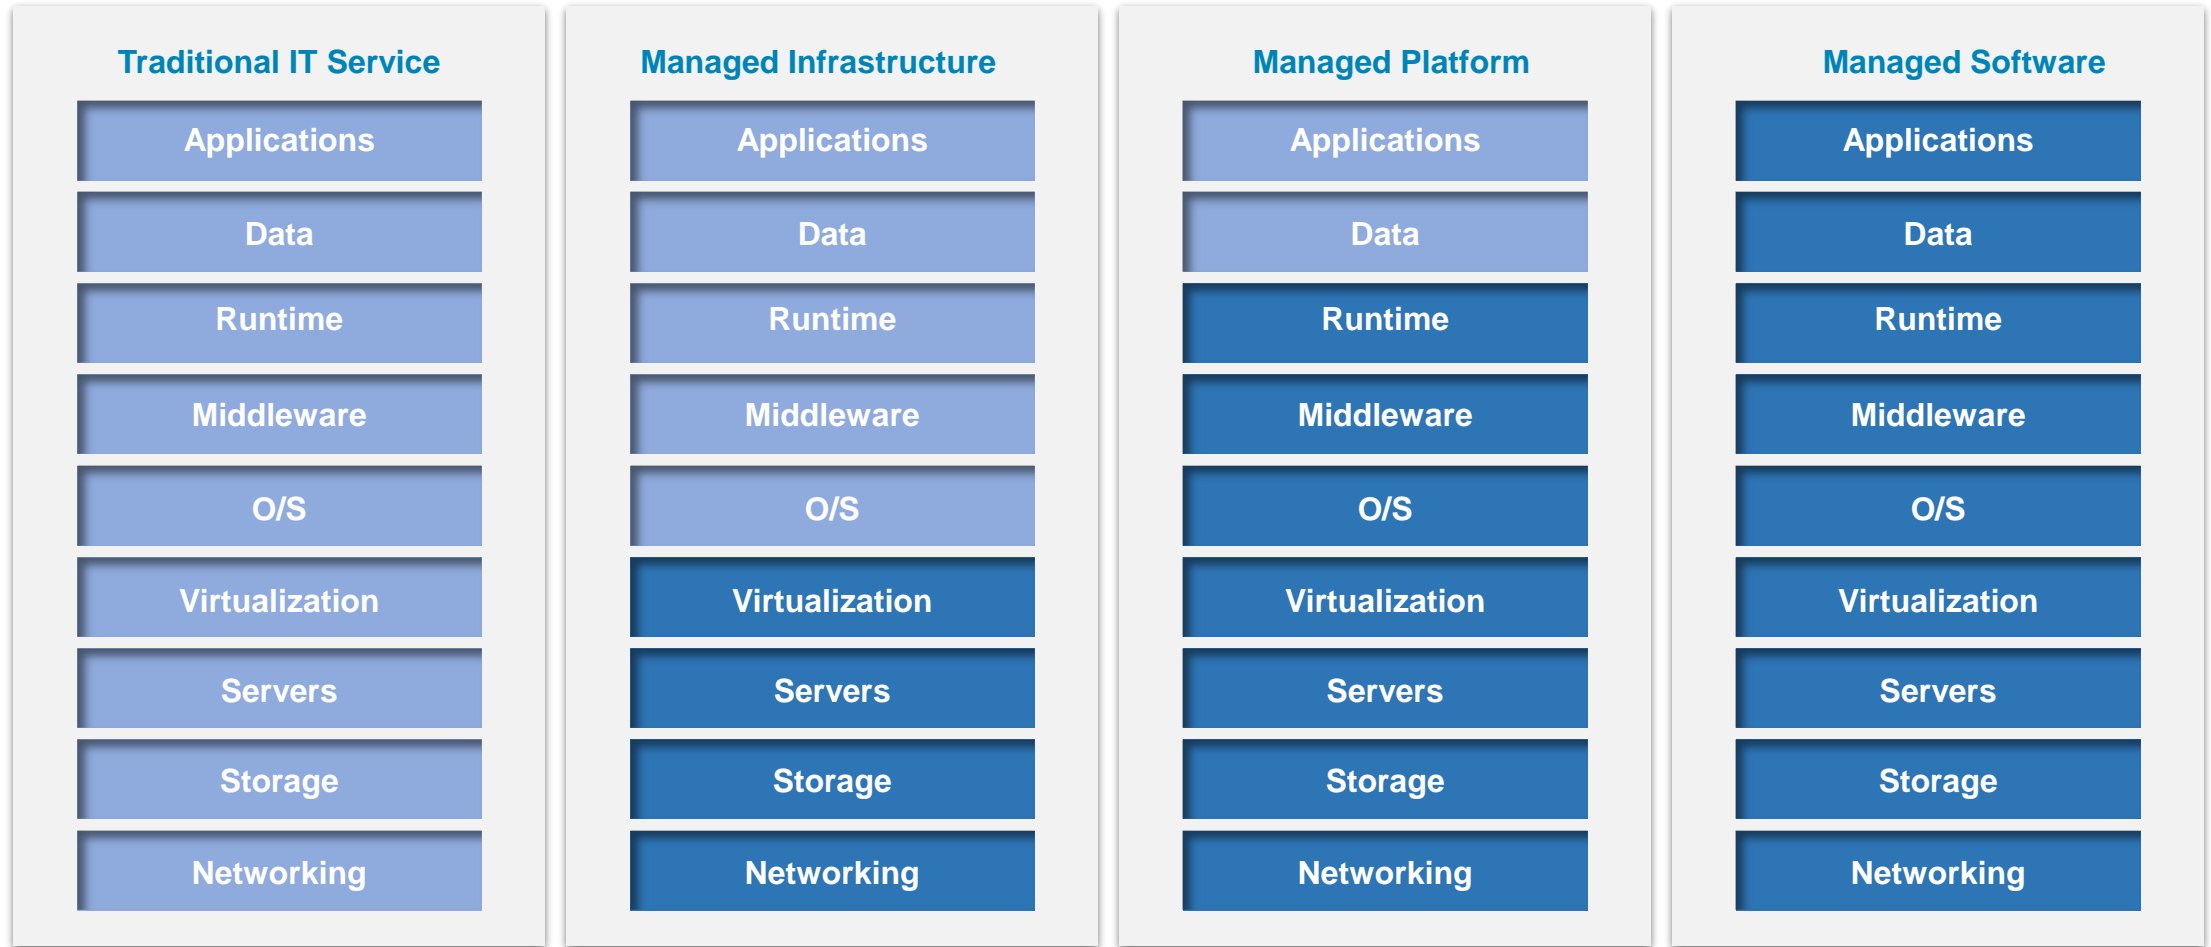 Traditional IT Service
Applications
Data
Runtime
Middleware
O/S
Virtualization
Servers
Storage
Networking
Managed Infrastructure
Applications
Data
Runtime
Middleware
O/S
Virtualization
Servers
Storage
Networking
Managed Platform
Applications
Data
Runtime
Middleware
O/S
Virtualization
Servers
Storage
Networking
Managed Software
Applications
Data
Runtime
Middleware
O/S
Virtualization
Servers
Storage
Networking